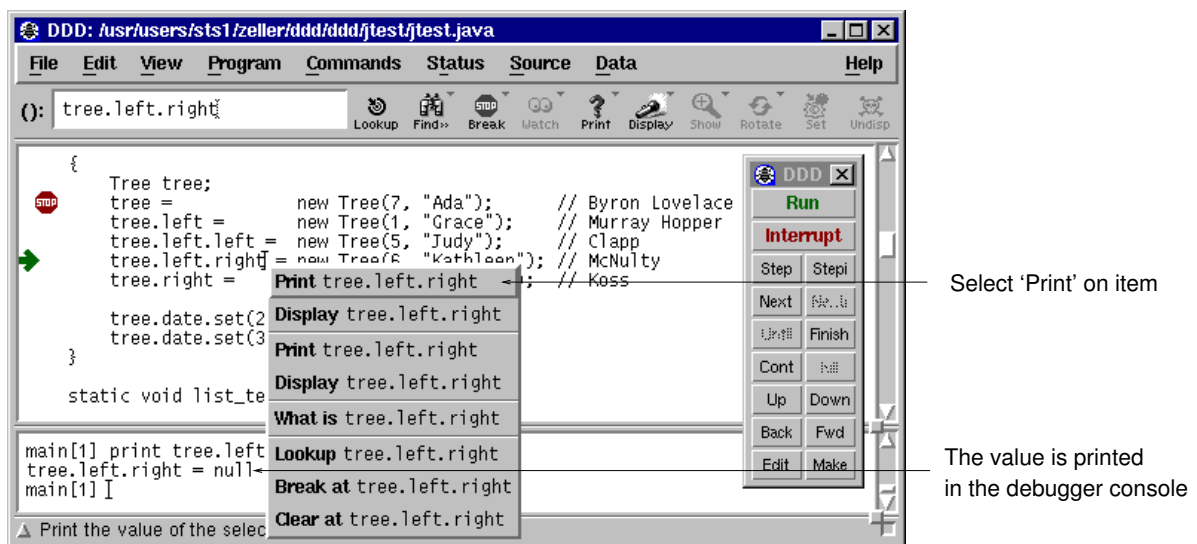 DDD: /usr/users/sts1/zeller/ddd/ddd/jtest/jtest.java
File Edit View Program Commands Status Source Data Help
(): tree.left.right
Lookup Find» Break Watch Print Display Show Rotate Set Undisp
{
Tree tree;
tree = new Tree(7, "Ada"); // Byron Lovelace
tree.left = new Tree(1, "Grace"); // Murray Hopper
tree.left.left = new Tree(5, "Judy"); // Clapp
tree.left.right = new Tree(6, "Kathleen"); // McNulty
tree.right = ; // Koss
tree.date.set(2
tree.date.set(3
}
static void list_te
STOP
Print tree.left.right
Display tree.left.right
Print tree.left.right
Display tree.left.right
What is tree.left.right
Lookup tree.left.right
Break at tree.left.right
Clear at tree.left.right
DDD
Run
Interrupt
Step Stepi
Next
Until Finish
Cont Kill
Up Down
Back Fwd
Edit Make
main[1] print tree.left
tree.left.right = null
main[1]
Print the value of the selec
Select ‘Print’ on item
The value is printed
in the debugger console